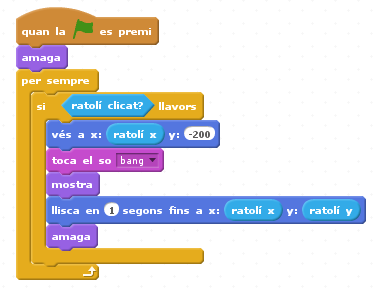 quan la es premi
amaga
per sempre
si ratolí clicat? llavors
vés a x: ratolí x y: -200
toca el so bang
mostra
llisca en 1 segons fins a x: ratolí x y: ratolí y
amaga